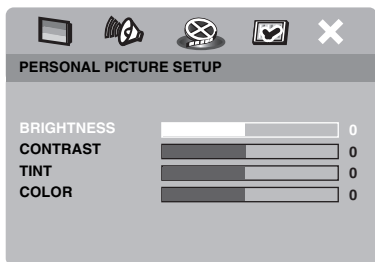 PERSONAL PICTURE SETUP
BRIGHTNESS 0
CONTRAST 0
TINT 0
COLOR 0